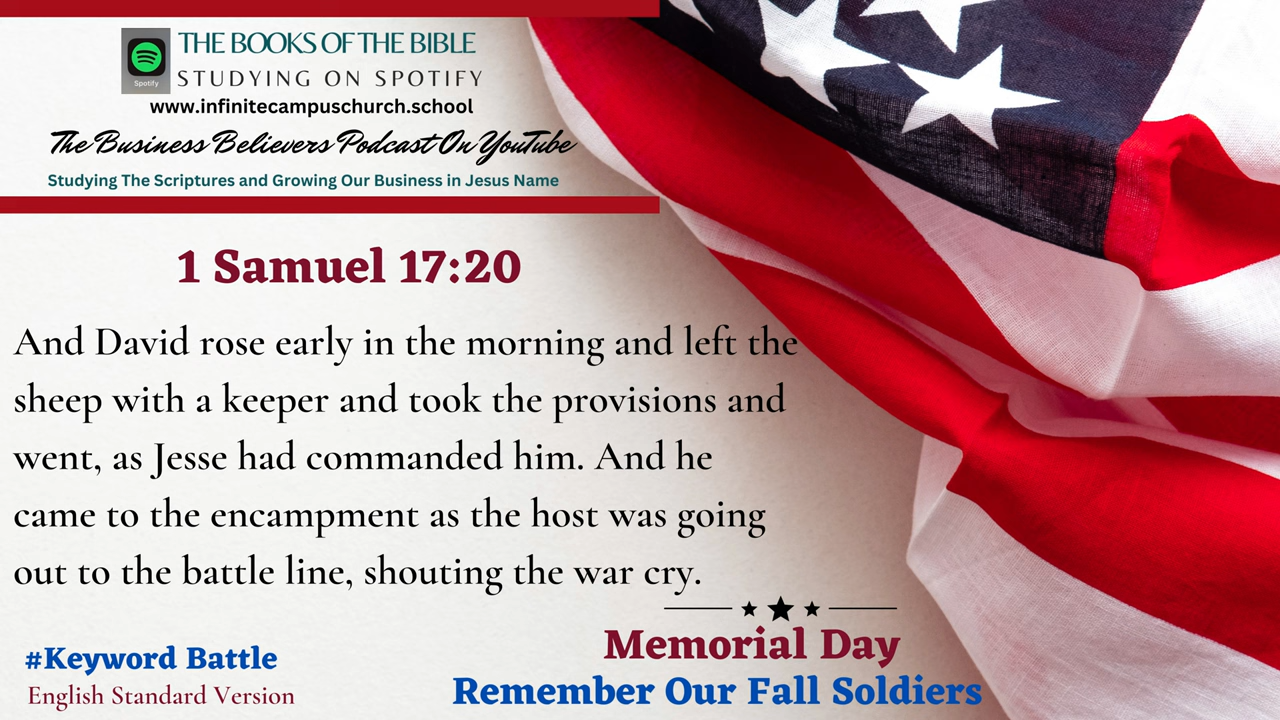 THE BOOKS OF THE BIBLE
Spotify
STUDYING ON SPOTIFY
www.infinitecampuschurch.school
The Business Believers Podcast On YouTube
Studying The Scriptures and Growing Our Business in Jesus Name
1 Samuel 17:20
And David rose early in the morning and left the
sheep with a keeper and took the provisions and
went, as Jesse had commanded him. And he
came to the encampment as the host was going
out to the battle line, shouting the war cry.
Memorial Day
Remember Our Fall Soldiers
#Keyword Battle
English Standard Version